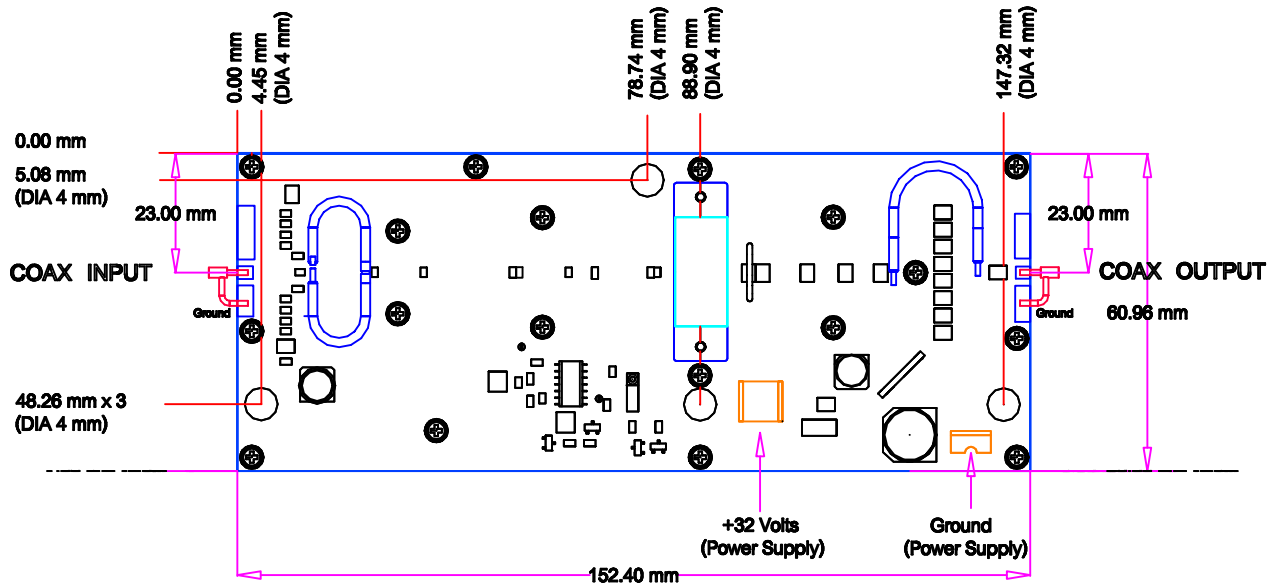 0.00 mm
4.45 mm
(DIA 4 mm)
78.74 mm
(DIA 4 mm)
88.90 mm
(DIA 4 mm)
147.32 mm
(DIA 4 mm)
0.00 mm
5.08 mm
(DIA 4 mm)
23.00 mm
23.00 mm
COAX INPUT
COAX OUTPUT
Ground
Ground
60.96 mm
48.26 mm x 3
(DIA 4 mm)
+32 Volts
(Power Supply)
Ground
(Power Supply)
152.40 mm